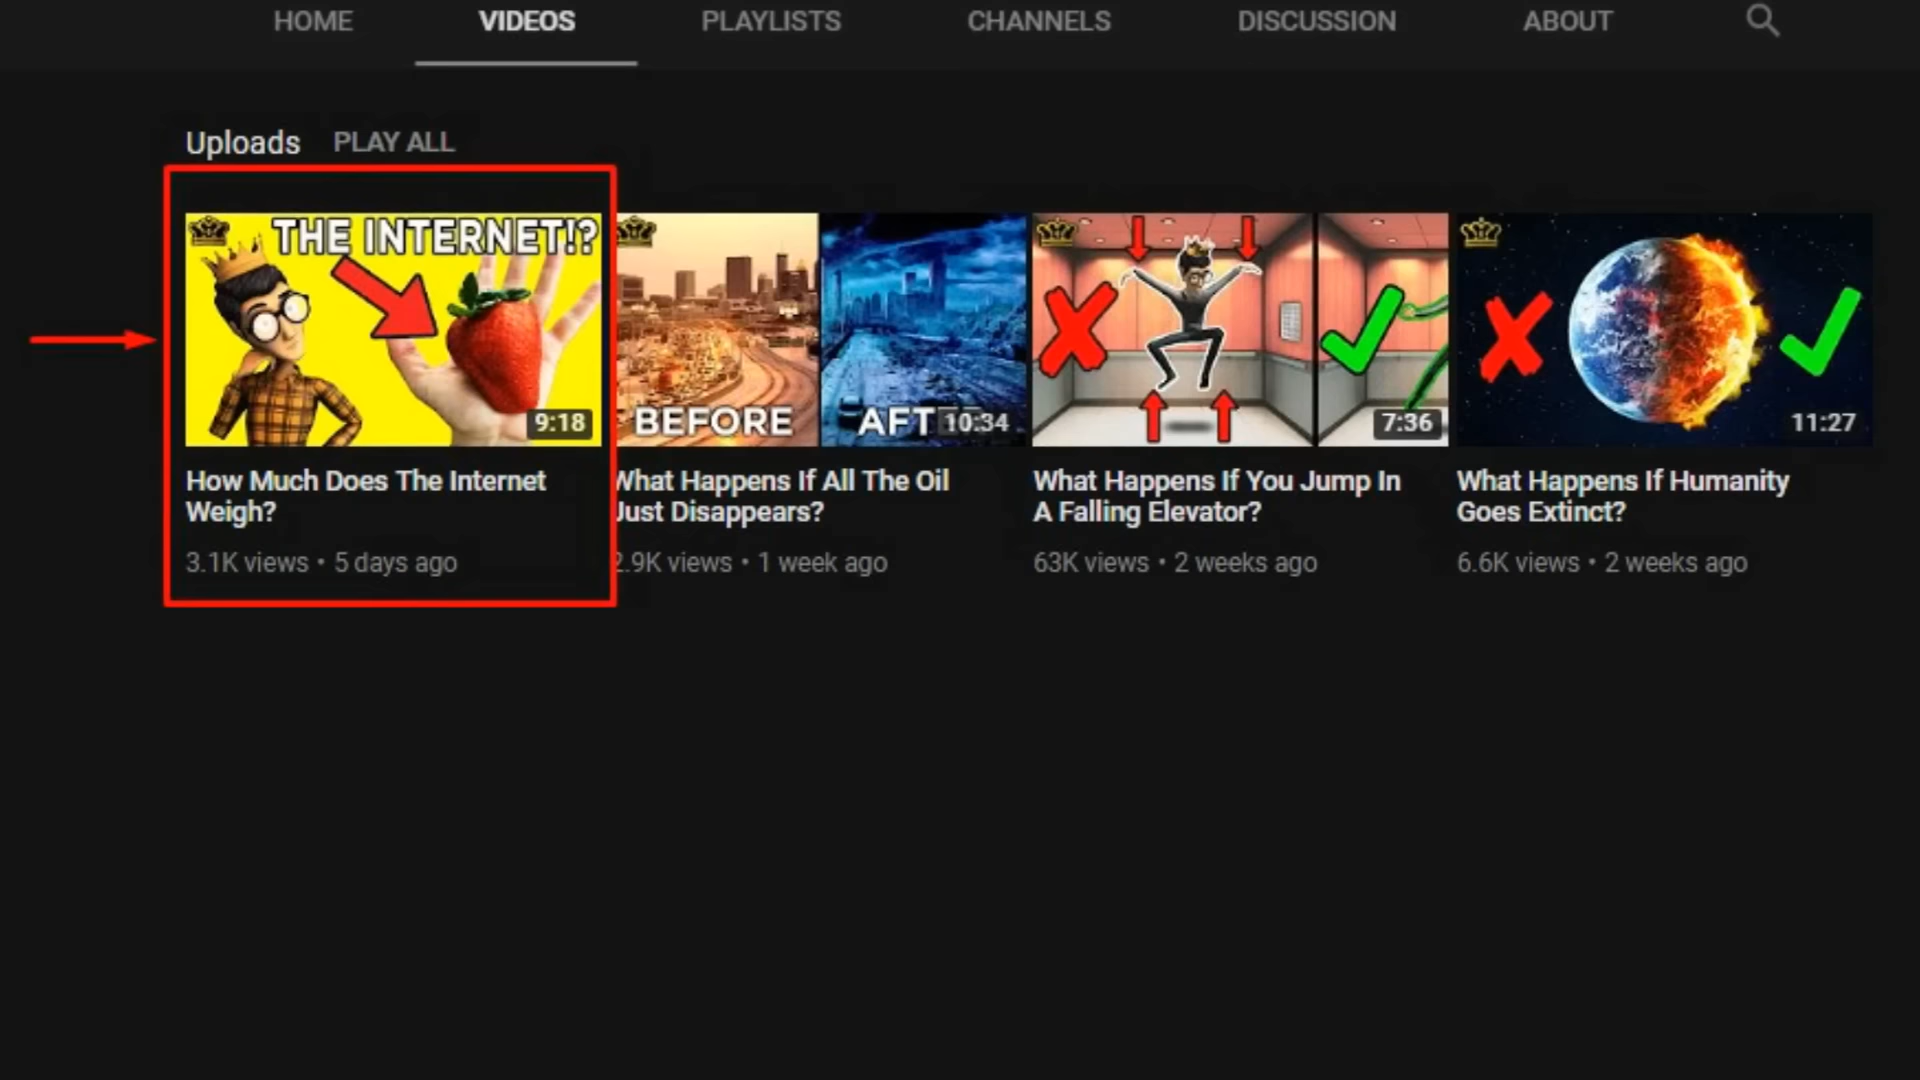 HOME VIDEOS PLAYLISTS CHANNELS DISCUSSION ABOUT
Uploads PLAY ALL
THE INTERNET!?
9:18
BEFORE
AFT 10:34
7:36
11:27
How Much Does The Internet
Weigh?
3.1K views • 5 days ago
What Happens If All The Oil
Just Disappears?
2.9K views • 1 week ago
What Happens If You Jump In
A Falling Elevator?
63K views • 2 weeks ago
What Happens If Humanity
Goes Extinct?
6.6K views • 2 weeks ago